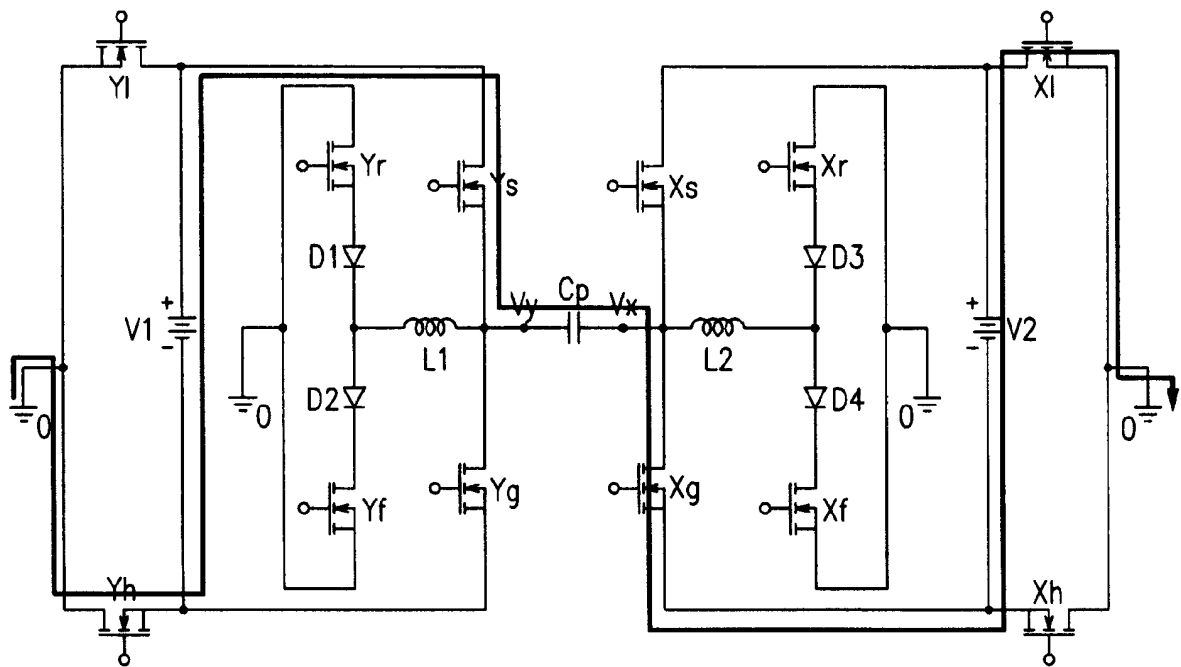 Yl
Xl
Yr
Ys
Xs
Xr
D1
D3
Vy
Cp
Vx
+
V1
-
+
V2
-
L1
L2
D2
D4
0
0
0
0
Yh
Yf
Yg
Xg
Xf
Xh